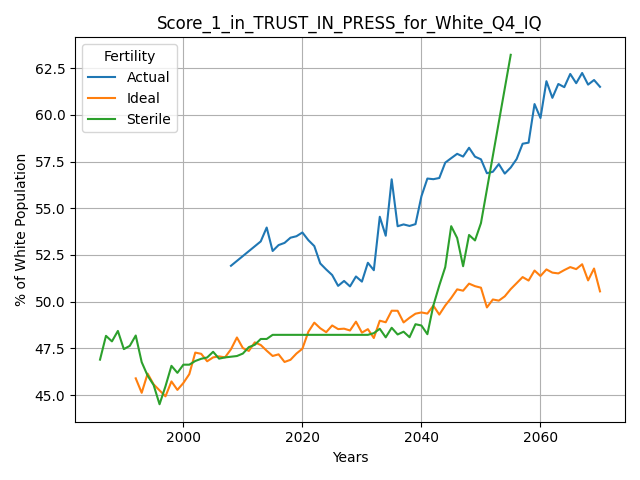 Score_1_in_TRUST_IN_PRESS_for_White_Q4_IQ
Fertility
Actual
Ideal
Sterile
% of White Population
62.5
60.0
57.5
55.0
52.5
50.0
47.5
45.0
2000
2020
2040
2060
Years